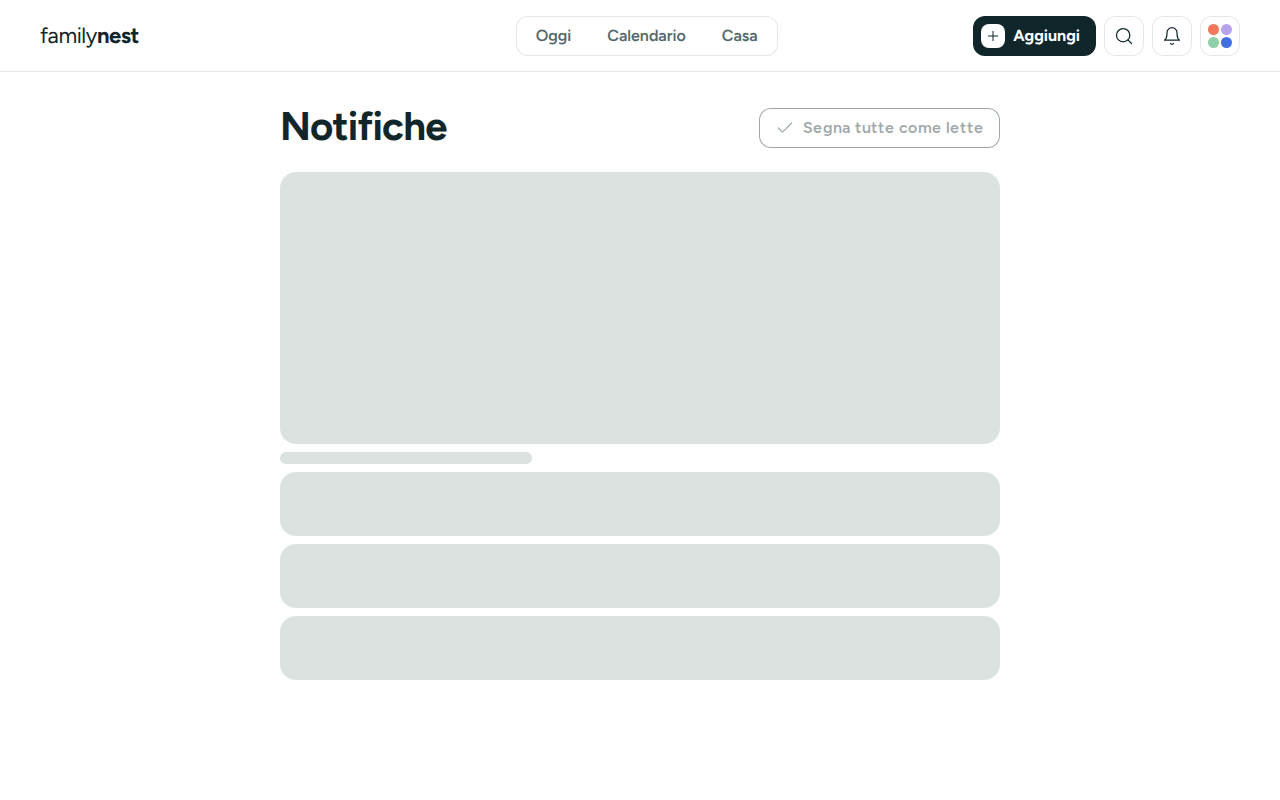 familynest
Oggi
Calendario
Casa
Aggiungi
Notifiche
Segna tutte come lette